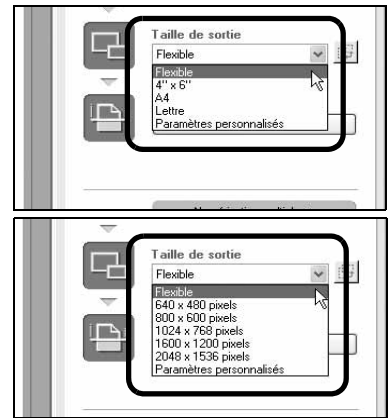 Taille de sortie
Flexible
Flexible
4" x 6"
A4
Lettre
Paramètres personnalisés
Taille de sortie
Flexible
Flexible
640 x 480 pixels
800 x 600 pixels
1024 x 768 pixels
1600 x 1200 pixels
2048 x 1536 pixels
Paramètres personnalisés